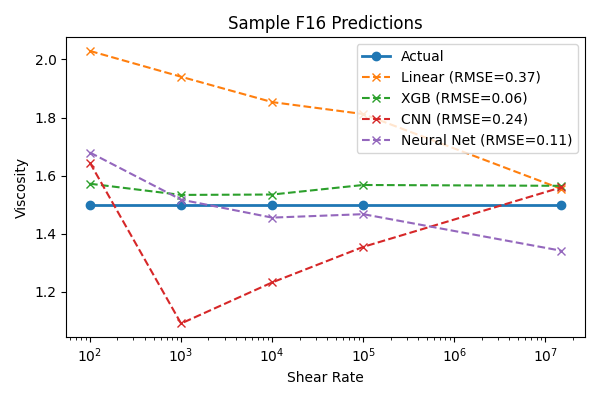 Sample F16 Predictions
Viscosity
2.0
1.8
1.6
1.4
1.2
Actual
Linear (RMSE=0.37)
XGB (RMSE=0.06)
CNN (RMSE=0.24)
Neural Net (RMSE=0.11)
10² 10³ 10⁴ 10⁵ 10⁶ 10⁷
Shear Rate